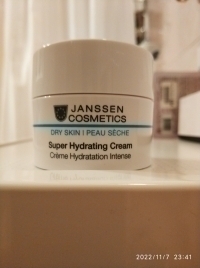 JANSSEN
COSMETICS
DRY SKIN | PEAU SÈCHE
Super Hydrating Cream
Crème Hydratation Intense
2022/11/7 23:41